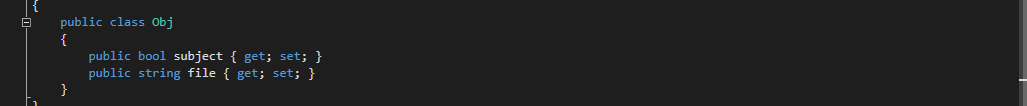 {
public class Obj
{
public bool subject { get; set; }
public string file { get; set; }
}
}